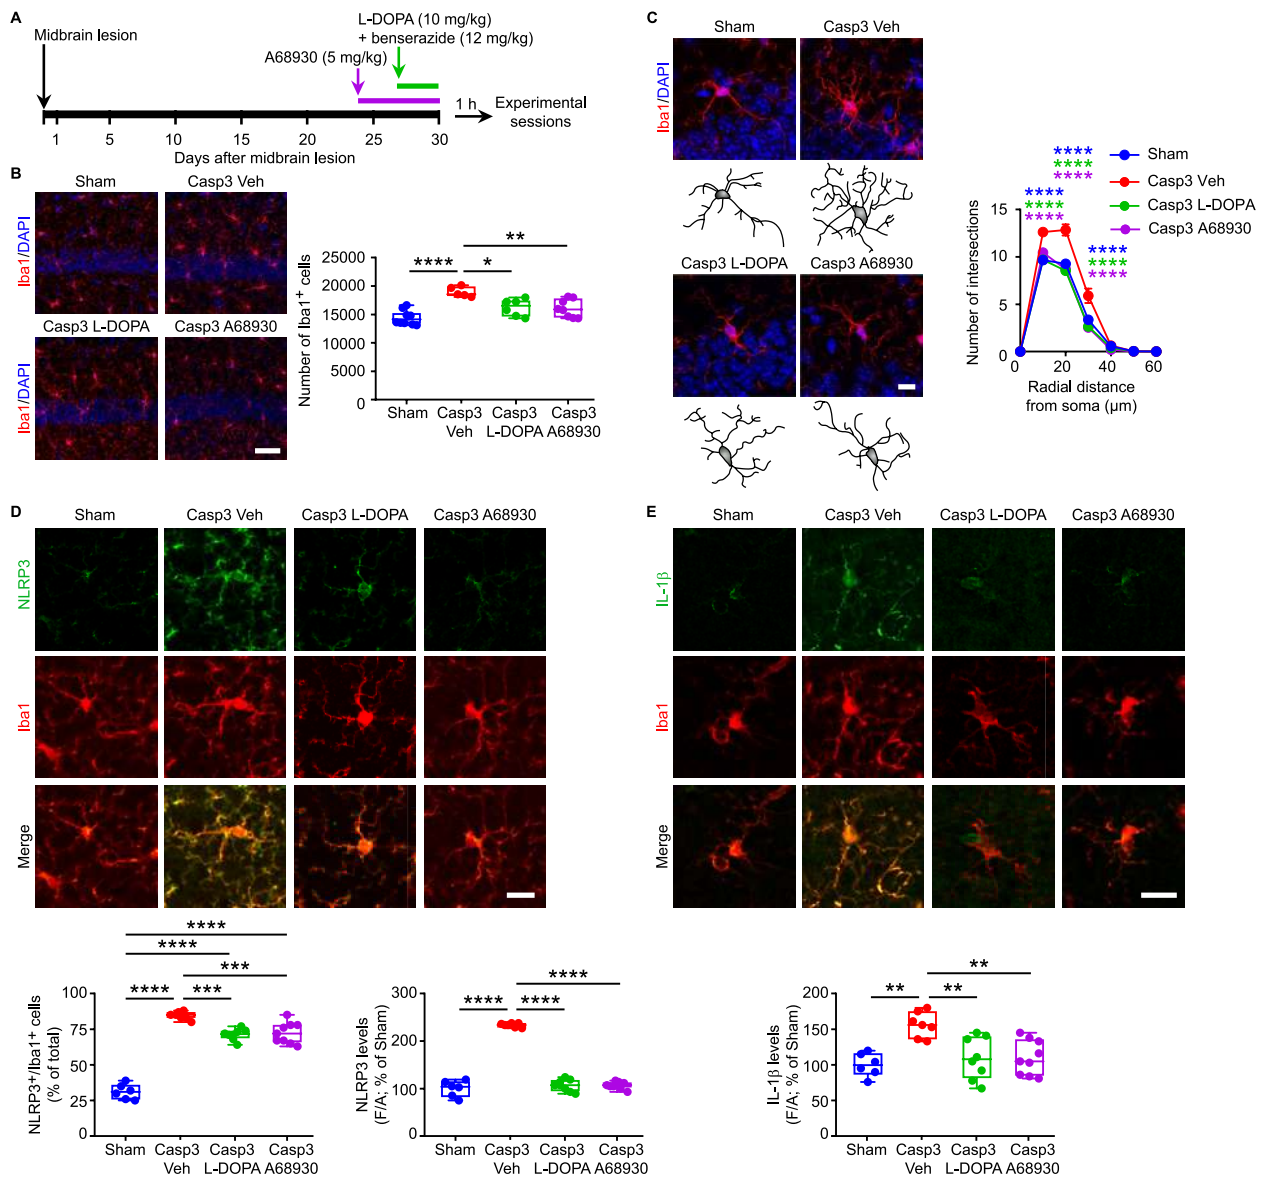 A
L-DOPA (10 mg/kg)
+ benserazide (12 mg/kg)
Midbrain lesion
A68930 (5 mg/kg)
1 h
Experimental
sessions
1 5 10 15 20 25 30
Days after midbrain lesion
B
Sham Casp3 Veh
Iba1/DAPI
Casp3 L-DOPA Casp3 A68930
Iba1/DAPI
Number of Iba1+ cells
25000
20000
15000
10000
5000
0
**** * **
Sham Casp3 Casp3 Casp3
Veh L-DOPA A68930
C
Sham Casp3 Veh
Iba1/DAPI
Casp3 L-DOPA Casp3 A68930
Number of intersections
15
10
5
0
0 20 40 60
Radial distance
from soma (µm)
****
****
****
****
****
****
****
****
****
Sham
Casp3 Veh
Casp3 L-DOPA
Casp3 A68930
D
Sham Casp3 Veh Casp3 L-DOPA Casp3 A68930
NLRP3
Iba1
Merge
NLRP3+/Iba1+ cells
(% of total)
100
75
50
25
0
****
****
***
**** ***
Sham Casp3 Casp3 Casp3
Veh L-DOPA A68930
NLRP3 levels
(F/A; % of Sham)
300
200
100
0
****
**** ****
Sham Casp3 Casp3 Casp3
Veh L-DOPA A68930
E
Sham Casp3 Veh Casp3 L-DOPA Casp3 A68930
IL-1β
Iba1
Merge
IL-1β levels
(F/A; % of Sham)
200
150
100
50
0
**
** **
Sham Casp3 Casp3 Casp3
Veh L-DOPA A68930